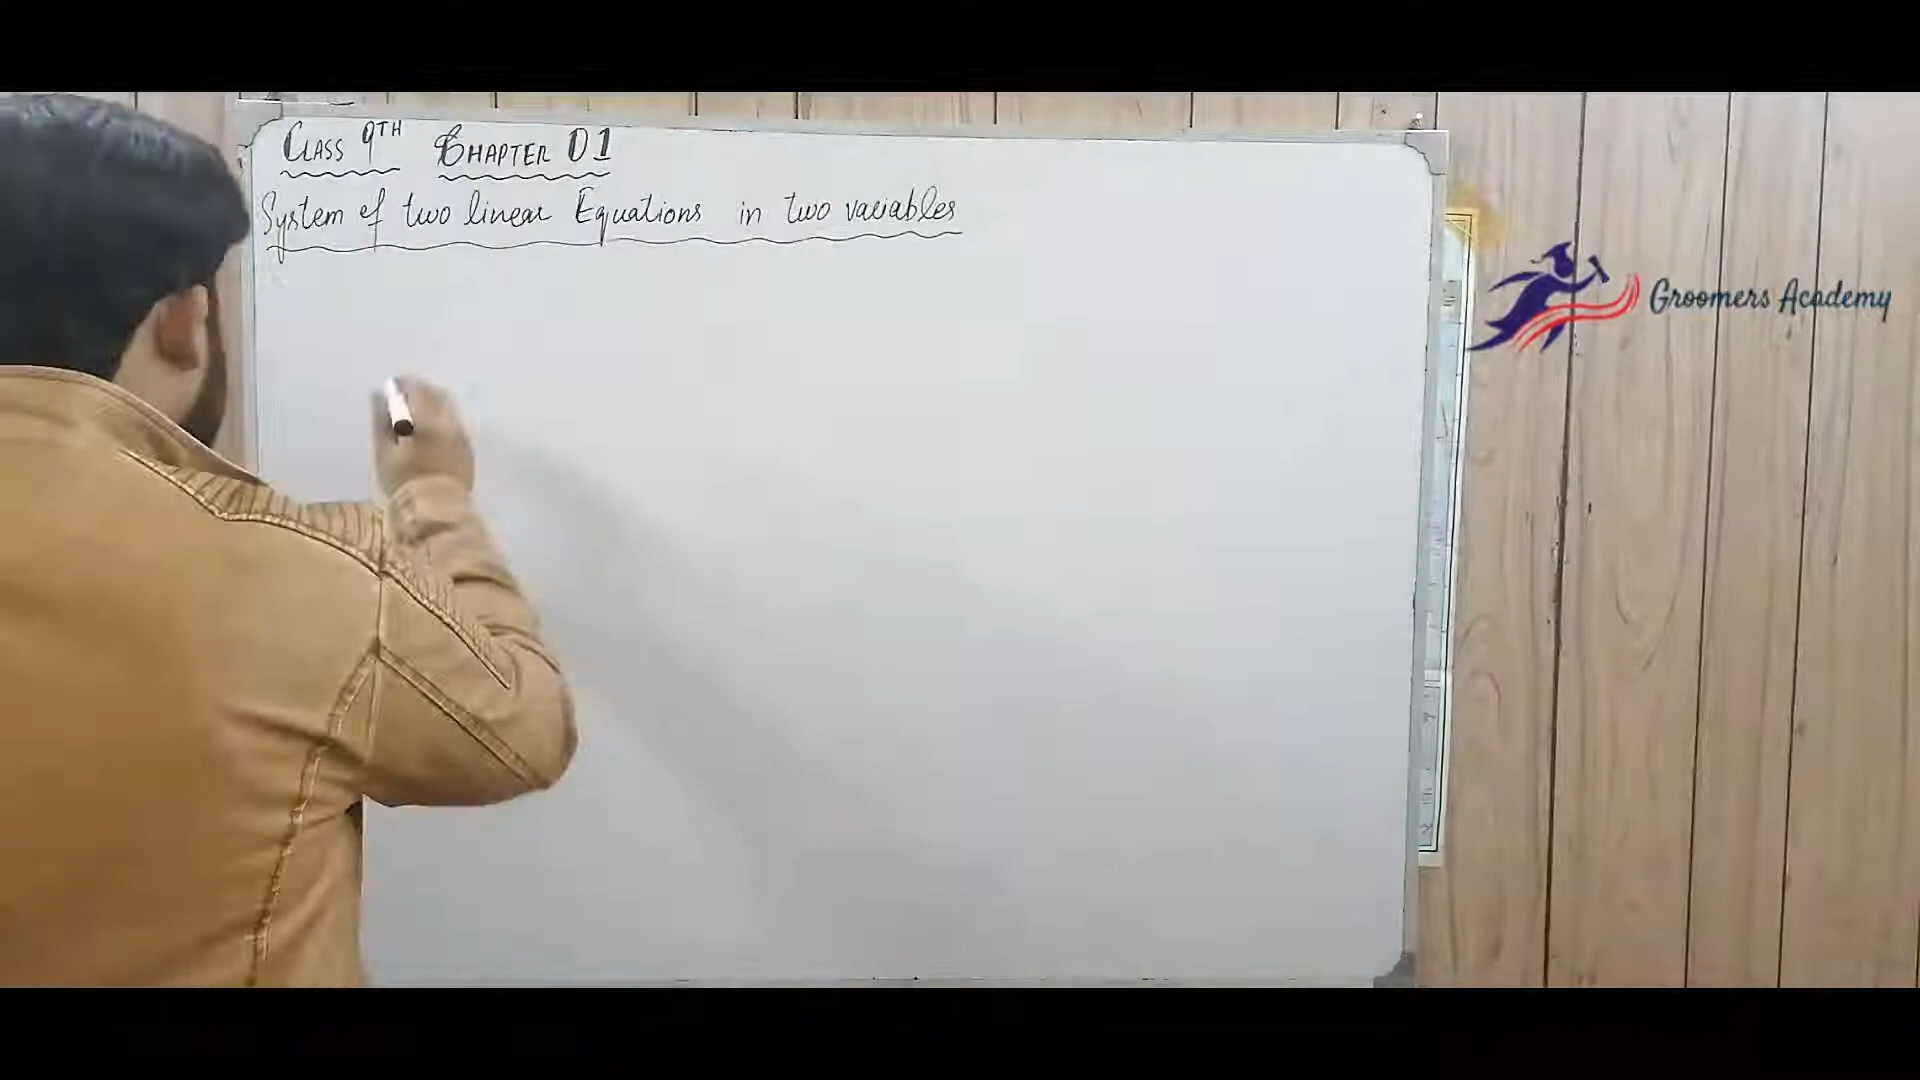 CLASS 9TH CHAPTER 01
System of two linear Equations in two variables
Groomers Academy